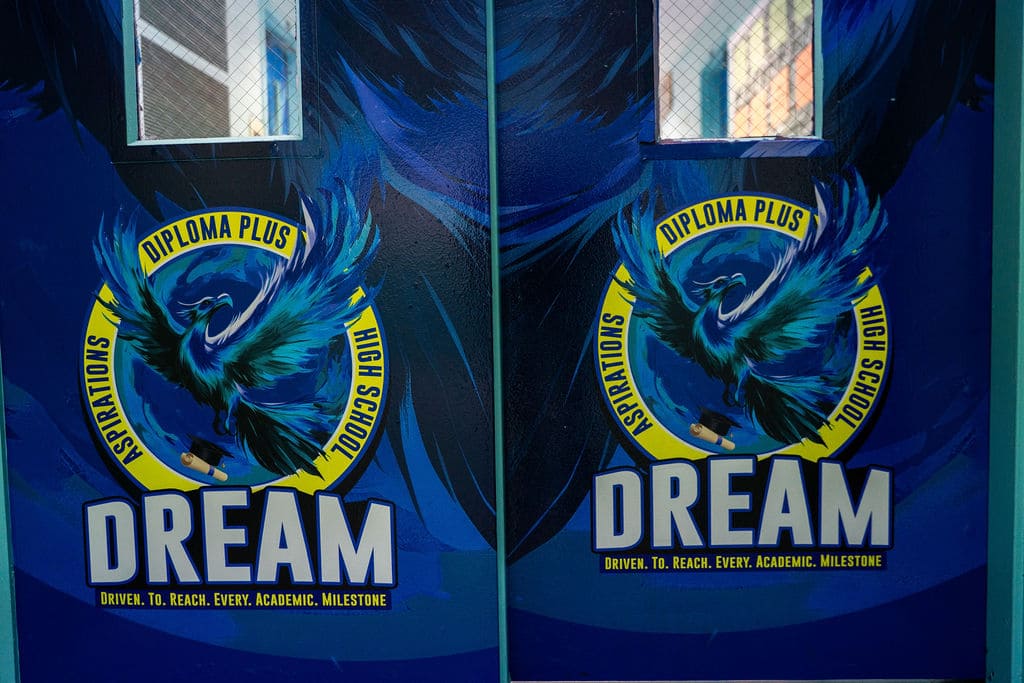 DIPLOMA PLUS
ASPIRATIONS
HIGH SCHOOL
DREAM
DRIVEN. TO. REACH. EVERY. ACADEMIC. MILESTONE
DIPLOMA PLUS
ASPIRATIONS
HIGH SCHOOL
DREAM
DRIVEN. TO. REACH. EVERY. ACADEMIC. MILESTONE